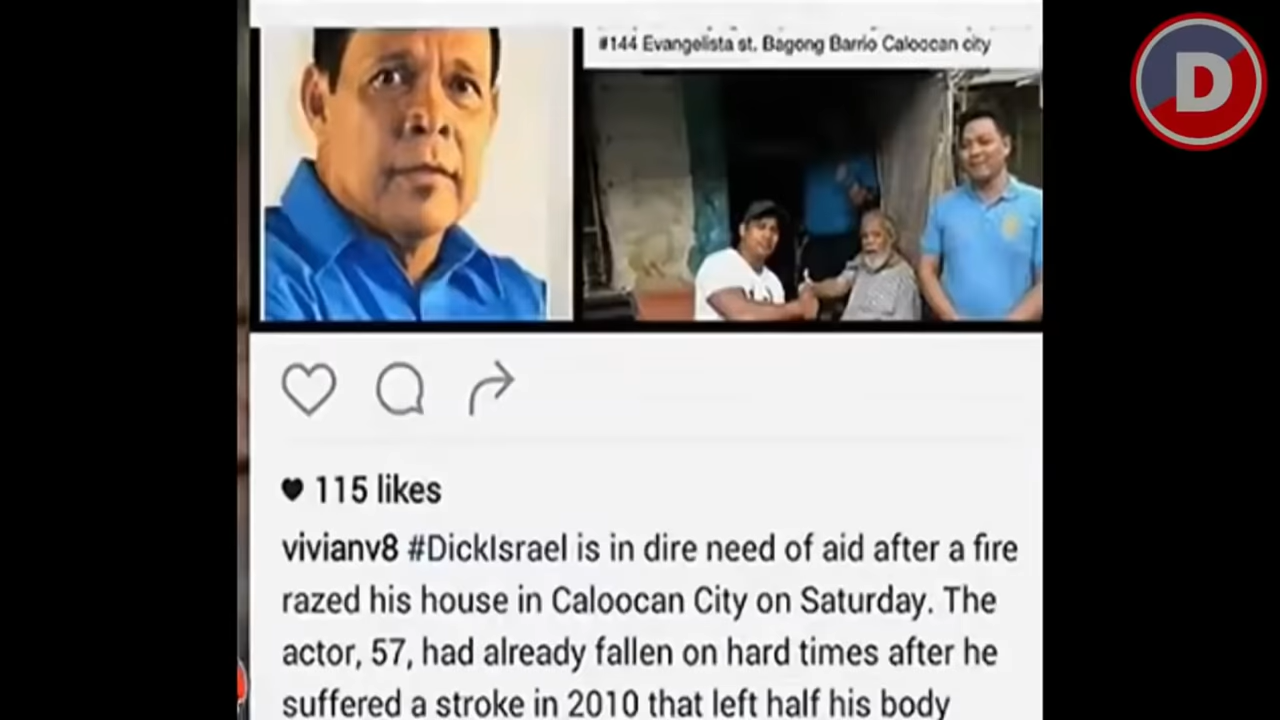 #144 Evangelista st. Bagong Barrio Caloocan city
D
115 likes
vivianv8 #DickIsrael is in dire need of aid after a fire
razed his house in Caloocan City on Saturday. The
actor, 57, had already fallen on hard times after he
suffered a stroke in 2010 that left half his body